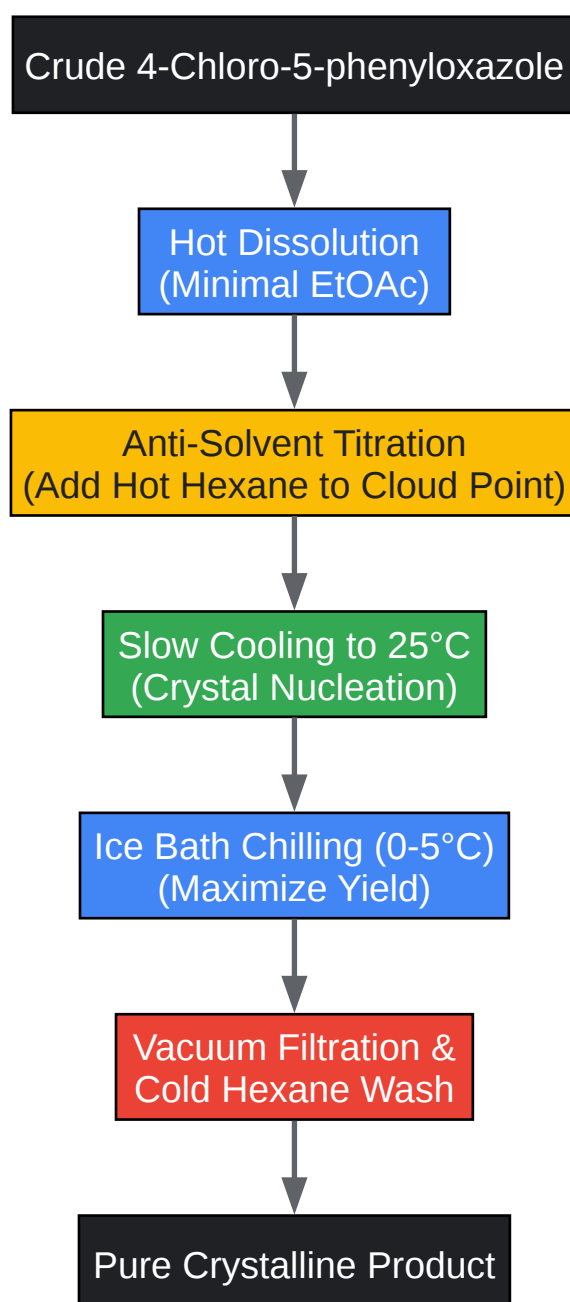 Crude 4-Chloro-5-phenyloxazole
Hot Dissolution
(Minimal EtOAc)
Anti-Solvent Titration
(Add Hot Hexane to Cloud Point)
Slow Cooling to 25°C
(Crystal Nucleation)
Ice Bath Chilling (0-5°C)
(Maximize Yield)
Vacuum Filtration &
Cold Hexane Wash
Pure Crystalline Product